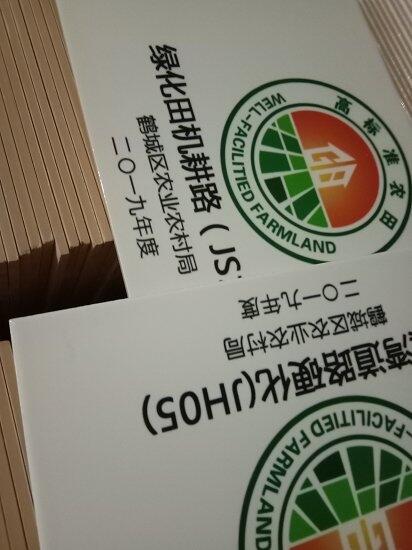 绿化田机耕路（JS
鹤城区农业农村局
二〇一九年度
高标准农田
WELL-FACILITIED FARMLAND
湾道路硬化(JH05)
鹤城区农业农村局
二〇一九年度
L-FACILITIED FARMLAND